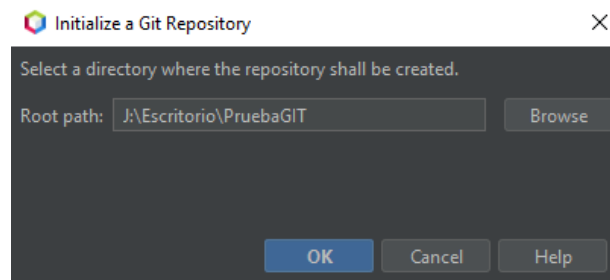 Initialize a Git Repository
Select a directory where the repository shall be created.
Root path: J:\Escritorio\PruebaGIT Browse
OK Cancel Help